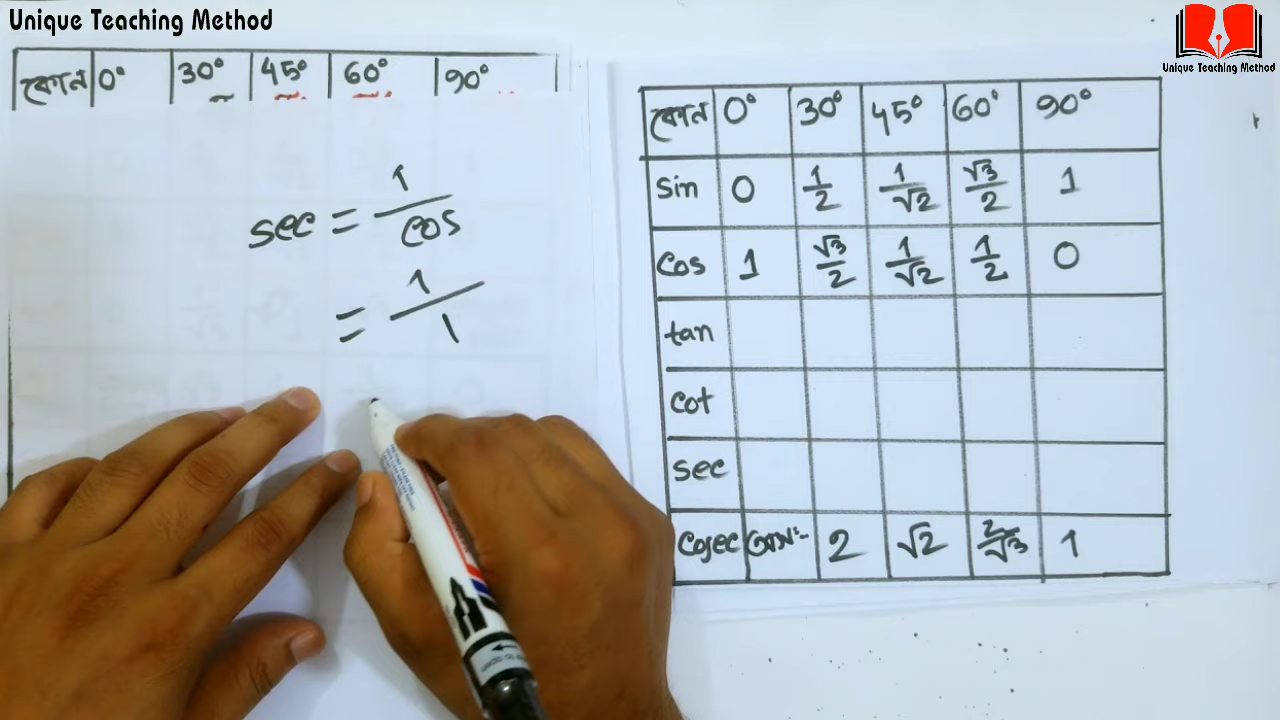 Unique Teaching Method
Unique Teaching Method
কোন 0° 30° 45° 60° 90°
sec = 1/cos
= 1/1
কোন 0° 30° 45° 60° 90°
sin 0 1/2 1/√2 √3/2 1
cos 1 √3/2 1/√2 1/2 0
tan
cot
sec
cosec 2 √2 2/√3 1